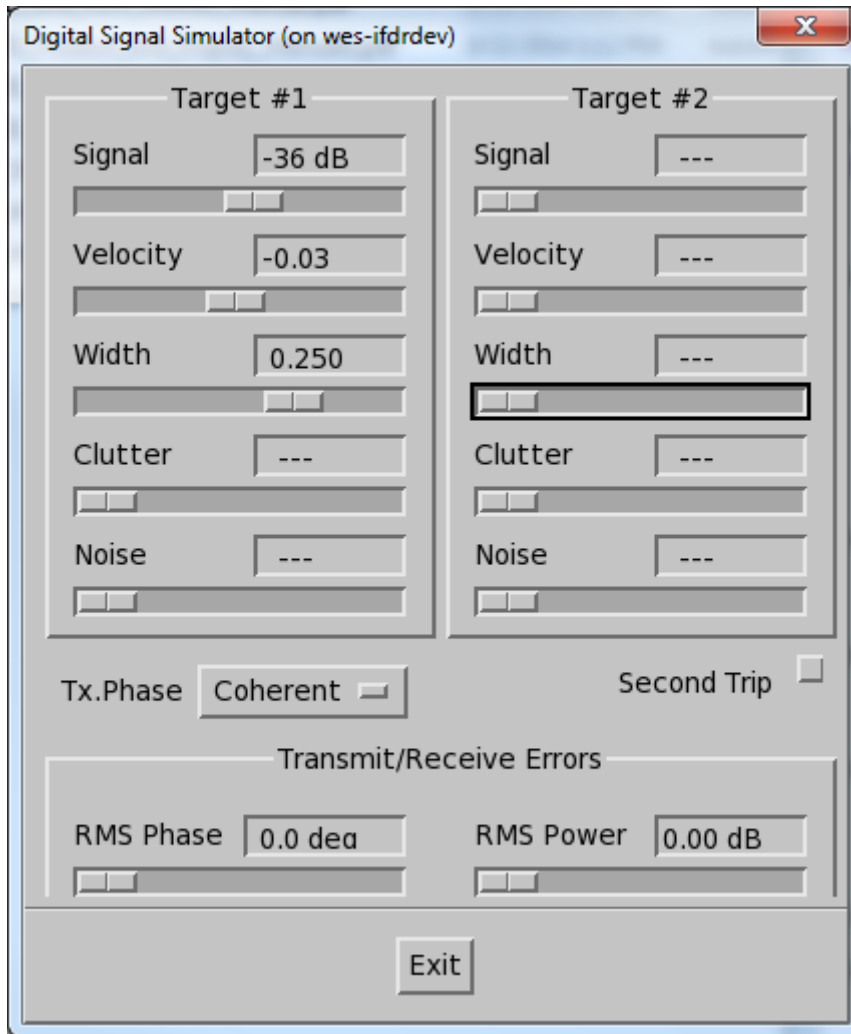 Digital Signal Simulator (on wes-ifdrdev)
Target #1
Signal -36 dB
Velocity -0.03
Width 0.250
Clutter ---
Noise ---
Target #2
Signal ---
Velocity ---
Width ---
Clutter ---
Noise ---
Tx.Phase Coherent
Second Trip
Transmit/Receive Errors
RMS Phase 0.0 deg
RMS Power 0.00 dB
Exit